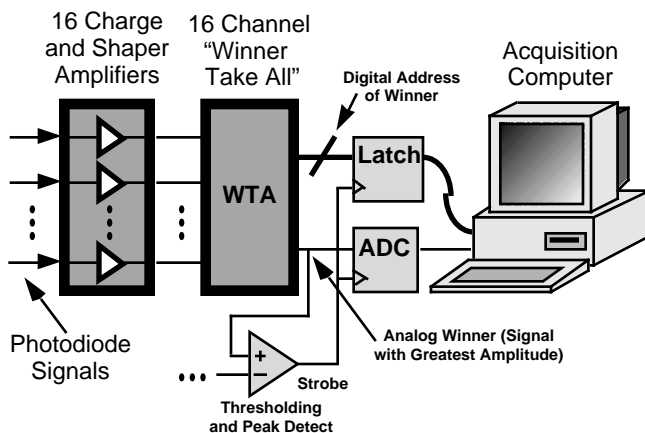 16 Charge
and Shaper
Amplifiers
16 Channel
“Winner
Take All”
Digital Address
of Winner
Acquisition
Computer
Latch
WTA
ADC
Photodiode
Signals
Analog Winner (Signal
with Greatest Amplitude)
+
−
Strobe
Thresholding
and Peak Detect